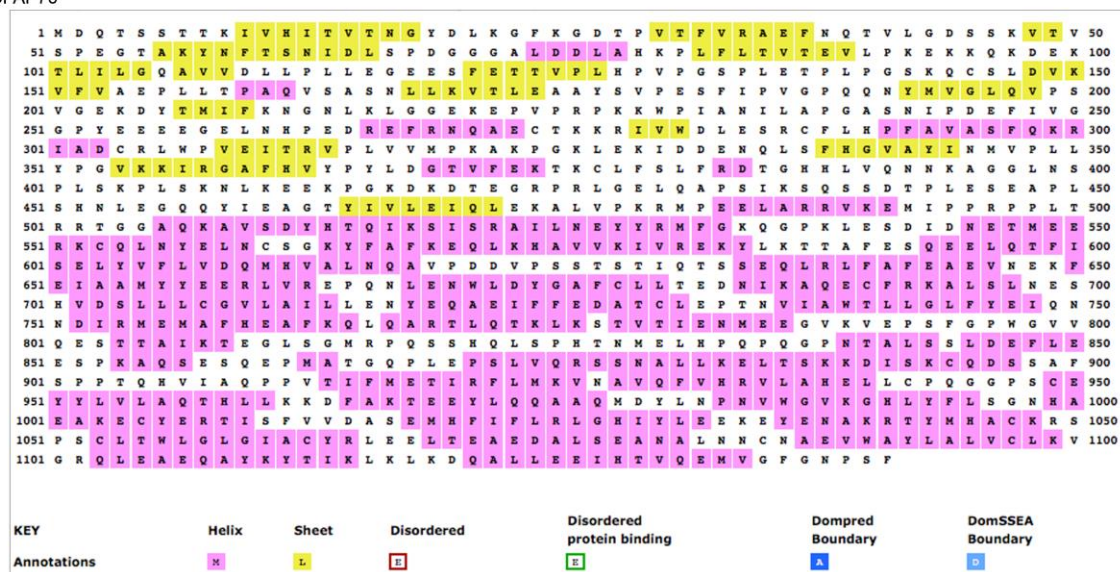 CFAP70
1 M D Q T S S T T K I V H I T V T N G Y D L K G F K G D T P V T F V R A E F N Q T V L G D S S K V T V 50
51 S P E G T A K Y N F T S N I D L S P D G G G A L D D L A H K P L F L T V T E V L P K E K K Q K D E K 100
101 T L I L G Q A V V D L L P L L E G E E S F E T T V P L H P V P G S P L E T P L P G S K Q C S L D V K 150
151 V F V A E P L L T P A Q V S A S N L L K V T L E A A Y S V P E S F I P V G P Q Q N Y M V G L Q V P S 200
201 V G E K D Y T M I F K N G N L K L G G E K E P V P R P K K W P I A N I L A P G A S N I P D E F I V G 250
251 G P Y E E E E G E L N H P E D R E F R N Q A E C T K K R I V W D L E S R C F L H P F A V A S F Q K R 300
301 I A D C R L W P V E I T R V P L V V M P K A K P G K L E K I D D E N Q L S F H G V A Y I N M V P L L 350
351 Y P G V K K I R G A F H V Y P Y L D G T V F E K T K C L F S L F R D T G H H L V Q N N K A G G L N S 400
401 P L S K P L S K N L K E E K P G K D K D T E G R P R L G E L Q A P S I K S Q S S D T P L E S E A P L 450
451 S H N L E G Q Q Y I E A G T Y I V L E I Q L E K A L V P K R M P E E L A R R V K E M I P P R P P L T 500
501 R R T G G A Q K A V S D Y H T Q I K S I S R A I L N E Y Y R M F G K Q G P K L E S D I D N E T M E E 550
551 R K C Q L N Y E L N C S G K Y F A F K E Q L K H A V V K I V R E K Y L K T T A F E S Q E E L Q T F I 600
601 S E L Y V F L V D Q M H V A L N Q A V P D D V P S S T S T I Q T S S E Q L R L F A F E A E V N E K F 650
651 E I A A M Y Y E E R L V R E P Q N L E N W L D Y G A F C L L T E D N I K A Q E C F R K A L S L N E S 700
701 H V D S L L L C G V L A I L L E N Y E Q A E I F F E D A T C L E P T N V I A W T L L G L F Y E I Q N 750
751 N D I R M E M A F H E A F K Q L Q A R T L Q T K L K S T V T I E N M E E G V K V E P S F G P W G V V 800
801 Q E S T T A I K T E G L S G M R P Q S S H Q L S P H T N M E L H P Q P Q G P N T A L S S L D E F L E 850
851 E S P K A Q S E S Q E P M A T G Q P L E P S L V Q R S S N A L L K E L T S K K D I S K C Q D S S A F 900
901 S P P T Q H V I A Q P P V T I F M E T I R F L M K V N A V Q F V H R V L A H E L L C P Q G G P S C E 950
951 Y Y L V L A Q T H L L K K D F A K T E E Y L Q Q A A Q M D Y L N P N V W G V K G H L Y F L S G N H A 1000
1001 E A K E C Y E R T I S F V V D A S E M H F I F L R L G H I Y L E E K E Y E N A K R T Y M H A C K R S 1050
1051 P S C L T W L G L G I A C Y R L E E L T E A E D A L S E A N A L N N C N A E V W A Y L A L V C L K V 1100
1101 G R Q L E A E Q A Y K Y T I K L K L K D Q A L L E E I H T V Q E M V G F G N P S F
KEY Helix Sheet Disordered Disordered protein binding Dompred Boundary DomSSEA Boundary
Annotations M L E E A D